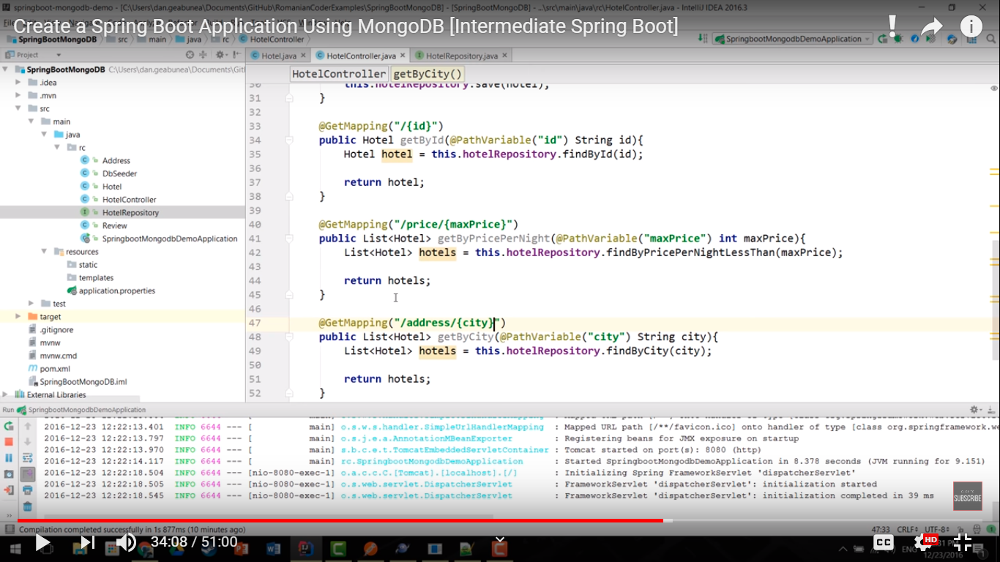 springboot-mongodb-demo - [C:\Users\dan.geabunea\Documents\GitHub\RomanianCoderExamples\SpringBootMongoDB] - [SpringBootMongoDB] - ...\src\main\java\rc\HotelController.java - IntelliJ IDEA 2016.3
Create a Spring Boot Application Using MongoDB [Intermediate Spring Boot]
SpringBootMongoDB src main java rc HotelController
SpringbootMongodbDemoApplication
Project
Hotel.java HotelController.java HotelRepository.java
SpringBootMongoDB C:\Users\dan.geabunea\Documents\Git
.idea
.mvn
src
main
java
rc
Address
DbSeeder
Hotel
HotelController
HotelRepository
Review
SpringbootMongodbDemoApplication
resources
static
templates
application.properties
test
target
.gitignore
mvnw
mvnw.cmd
pom.xml
SpringBootMongoDB.iml
External Libraries
HotelController getByCity()
30 this.hotelRepository.save(hotel);
31 }
32
33 @GetMapping("/{id}")
34 public Hotel getById(@PathVariable("id") String id){
35 Hotel hotel = this.hotelRepository.findById(id);
36
37 return hotel;
38 }
39
40 @GetMapping("/price/{maxPrice}")
41 public List<Hotel> getByPricePerNight(@PathVariable("maxPrice") int maxPrice){
42 List<Hotel> hotels = this.hotelRepository.findByPricePerNightLessThan(maxPrice);
43
44 return hotels;
45 }
46
47 @GetMapping("/address/{city}")
48 public List<Hotel> getByCity(@PathVariable("city") String city){
49 List<Hotel> hotels = this.hotelRepository.findByCity(city);
50
51 return hotels;
52 }
Run SpringbootMongodbDemoApplication
2016-12-23 12:22:13.401 INFO 6644 --- [ main] o.s.w.s.handler.SimpleUrlHandlerMapping : Mapped URL path [/**/favicon.ico] onto handler of type [class org.springframework.we
2016-12-23 12:22:13.797 INFO 6644 --- [ main] o.s.j.e.a.AnnotationMBeanExporter : Registering beans for JMX exposure on startup
2016-12-23 12:22:13.970 INFO 6644 --- [ main] s.b.c.e.t.TomcatEmbeddedServletContainer : Tomcat started on port(s): 8080 (http)
2016-12-23 12:22:14.117 INFO 6644 --- [ main] rc.SpringbootMongodbDemoApplication : Started SpringbootMongodbDemoApplication in 8.378 seconds (JVM running for 9.151)
2016-12-23 12:22:18.504 INFO 6644 --- [nio-8080-exec-1] o.a.c.c.C.[Tomcat].[localhost].[/] : Initializing Spring FrameworkServlet 'dispatcherServlet'
2016-12-23 12:22:18.505 INFO 6644 --- [nio-8080-exec-1] o.s.web.servlet.DispatcherServlet : FrameworkServlet 'dispatcherServlet': initialization started
2016-12-23 12:22:18.545 INFO 6644 --- [nio-8080-exec-1] o.s.web.servlet.DispatcherServlet : FrameworkServlet 'dispatcherServlet': initialization completed in 39 ms
SUBSCRIBE
Compilation completed successfully in 1s 877ms (10 minutes ago)
47:33 CRLF UTF-8
34:08 / 51:00
CC HD
ENG
12/23/2016